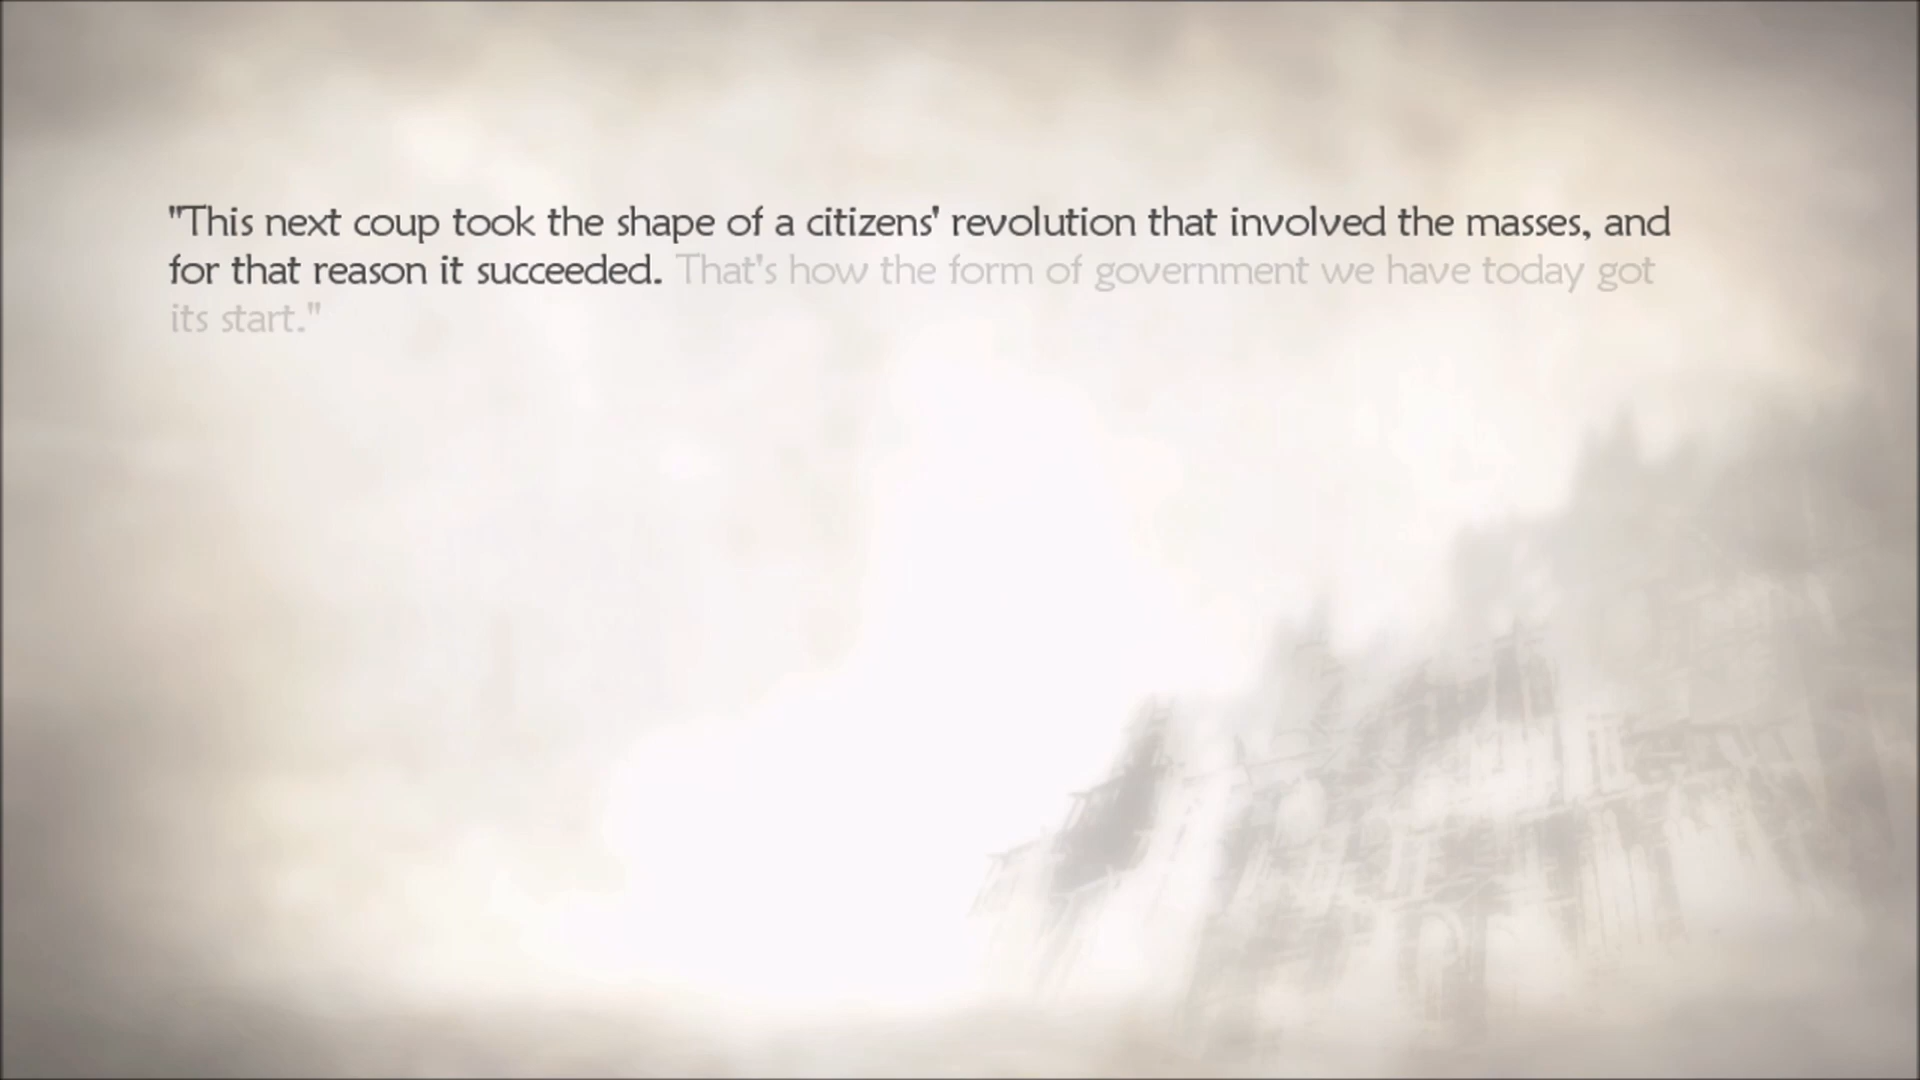 "This next coup took the shape of a citizens' revolution that involved the masses, and
for that reason it succeeded. That's how the form of government we have today got
its start."